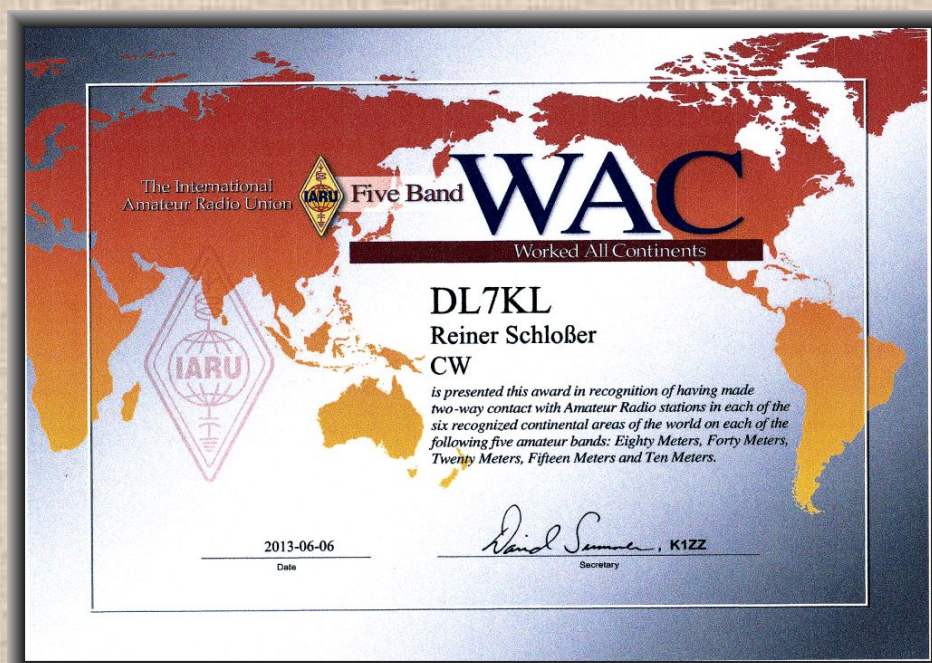 The International
Amateur Radio Union
IARU
Five Band
WAC
Worked All Continents
DL7KL
Reiner Schloßer
CW
IARU
is presented this award in recognition of having made
two-way contact with Amateur Radio stations in each of the
six recognized continental areas of the world on each of the
following five amateur bands: Eighty Meters, Forty Meters,
Twenty Meters, Fifteen Meters and Ten Meters.
2013-06-06
Date
David Sumner, K1ZZ
Secretary